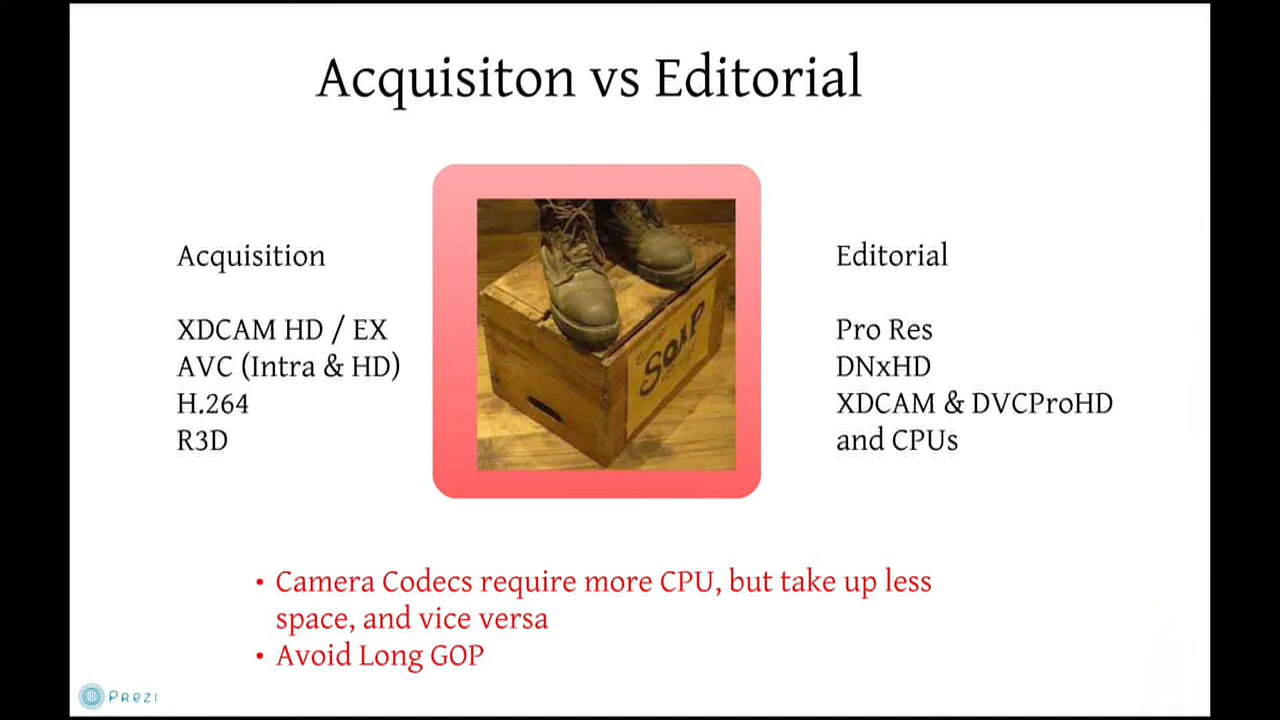 Acquisiton vs Editorial
Acquisition
XDCAM HD / EX
AVC (Intra & HD)
H.264
R3D
SOAP
Editorial
Pro Res
DNxHD
XDCAM & DVCProHD
and CPUs
• Camera Codecs require more CPU, but take up less
space, and vice versa
• Avoid Long GOP
Prezi